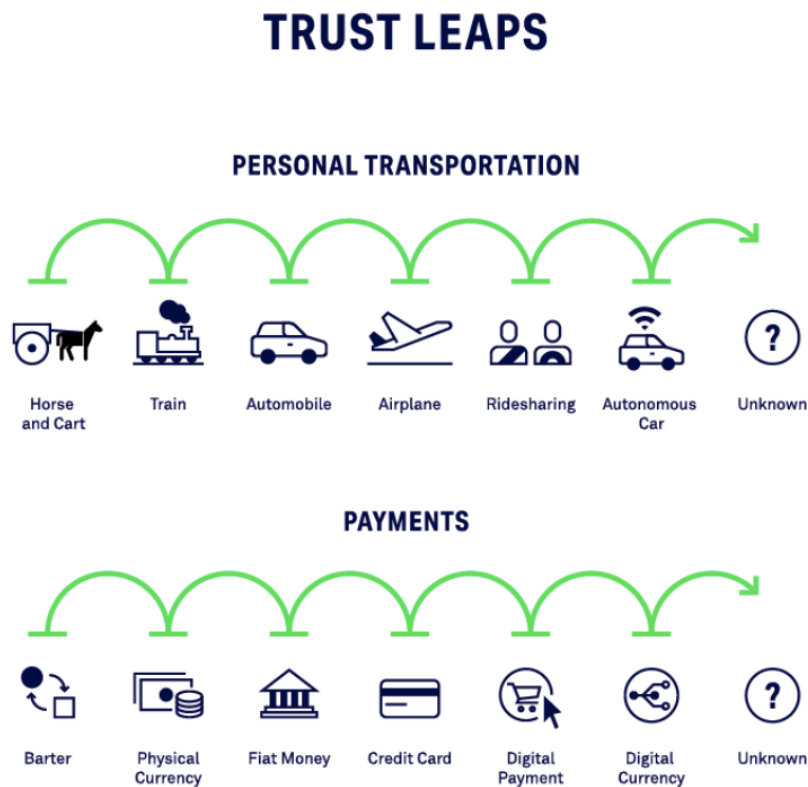 TRUST LEAPS
PERSONAL TRANSPORTATION
Horse
and Cart
Train
Automobile
Airplane
Ridesharing
Autonomous
Car
?
Unknown
PAYMENTS
Barter
Physical
Currency
Fiat Money
Credit Card
Digital
Payment
Digital
Currency
?
Unknown